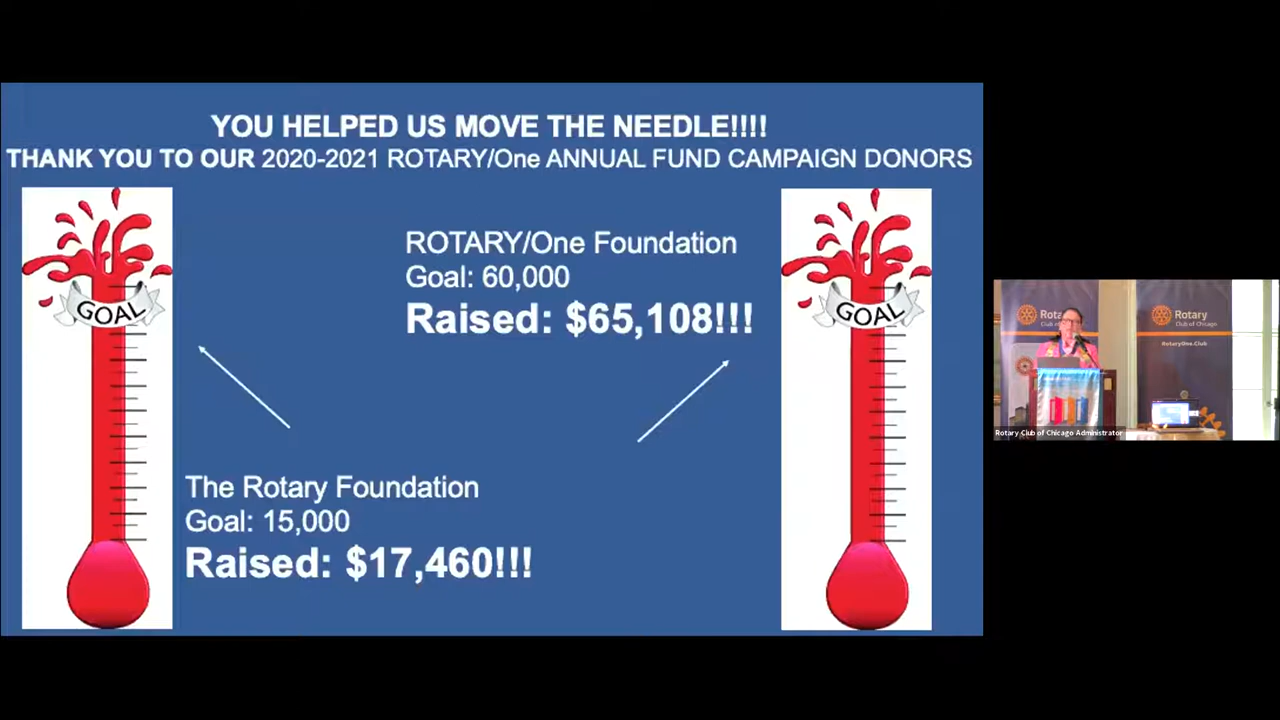 YOU HELPED US MOVE THE NEEDLE!!!!
THANK YOU TO OUR 2020-2021 ROTARY/One ANNUAL FUND CAMPAIGN DONORS
GOAL
ROTARY/One Foundation
Goal: 60,000
Raised: $65,108!!!
GOAL
The Rotary Foundation
Goal: 15,000
Raised: $17,460!!!
Rotary
Club of Chicago
RotaryOne.Club
Rotary Club of Chicago Administrator